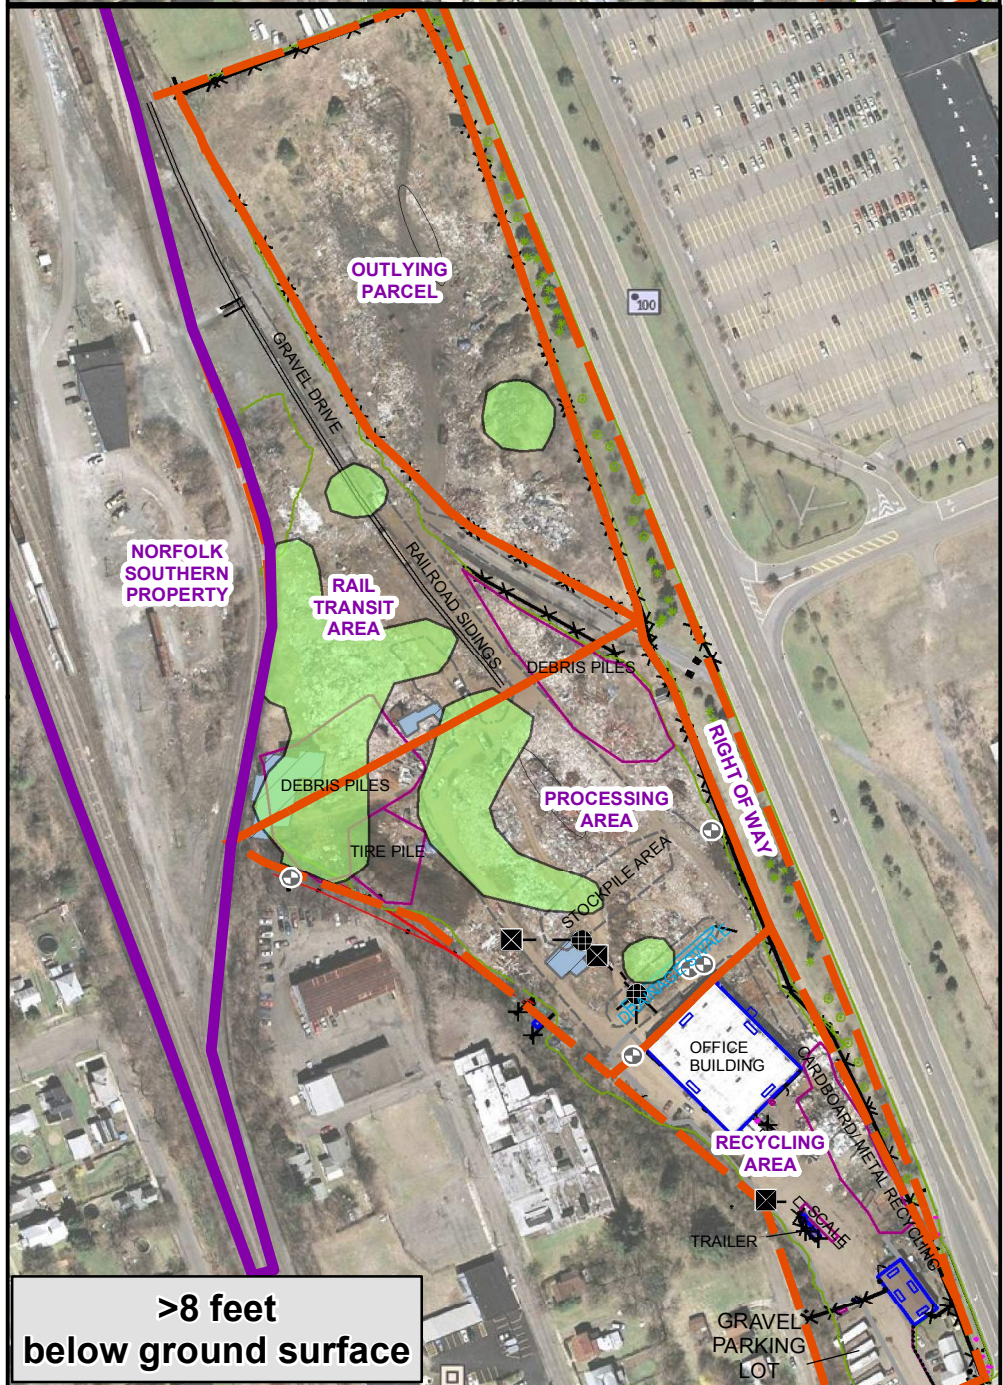 OUTLYING
PARCEL
100
GRAVEL DRIVE
NORFOLK
SOUTHERN
PROPERTY
RAIL
TRANSIT
AREA
RAILROAD SIDINGS
DEBRIS PILES
RIGHT OF WAY
DEBRIS PILES
PROCESSING
AREA
TIRE PILE
STOCKPILE AREA
OFFICE
BUILDING
CARDBOARD/METAL RECYCLING
RECYCLING
AREA
SCALE
TRAILER
GRAVEL
PARKING
LOT
>8 feet
below ground surface